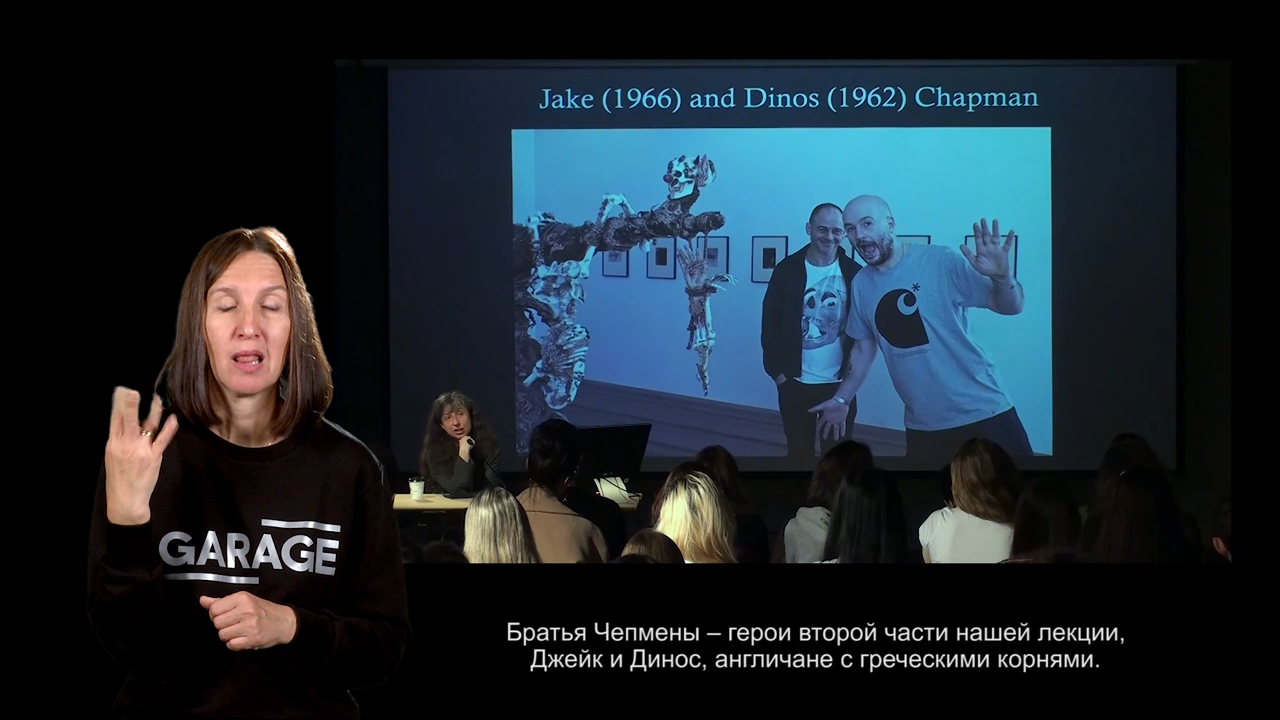 Jake (1966) and Dinos (1962) Chapman
GARAGE
Братья Чепмены – герои второй части нашей лекции,
Джейк и Динос, англичане с греческими корнями.